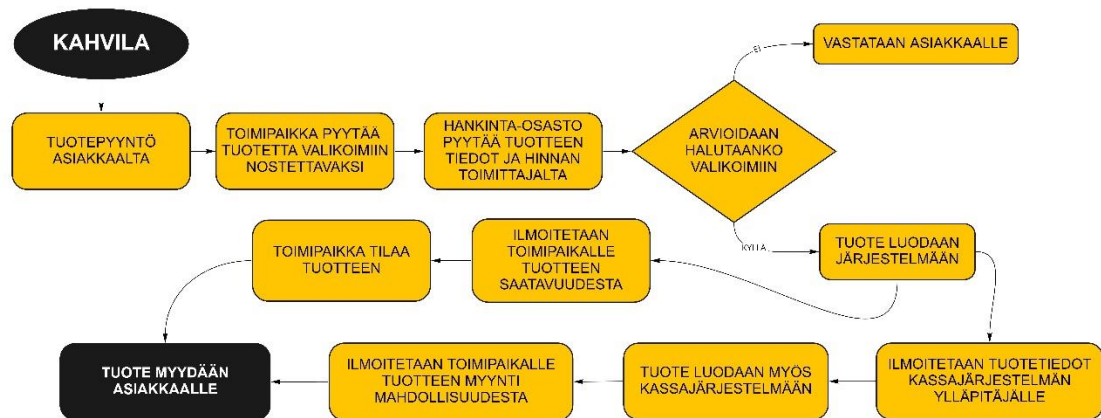 KAHVILA
TUOTEPYYNTÖ
ASIAKKAALTA
TOIMIPAIKKA PYYTÄÄ
TUOTETTA VALIKOIMIIN
NOSTETTAVAKSI
HANKINTA-OSASTO
PYYTÄÄ TUOTTEEN
TIEDOT JA HINNAN
TOIMITTAJALTA
ARVIOIDAAN
HALUTAANKO
VALIKOIMIIN
EI
VASTATAAN ASIAKKAALLE
KYLLÄ
TUOTE LUODAAN
JÄRJESTELMÄÄN
ILMOITETAAN
TOIMIPAIKALLE
TUOTTEEN
SAATAVUUDESTA
TOIMIPAIKKA TILAA
TUOTTEEN
ILMOITETAAN TUOTETIEDOT
KASSAJÄRJESTELMÄN
YLLÄPITÄJÄLLE
TUOTE LUODAAN MYÖS
KASSAJÄRJESTELMÄÄN
ILMOITETAAN TOIMIPAIKALLE
TUOTTEEN MYYNTI
MAHDOLLISUUDESTA
TUOTE MYYDÄÄN
ASIAKKAALLE